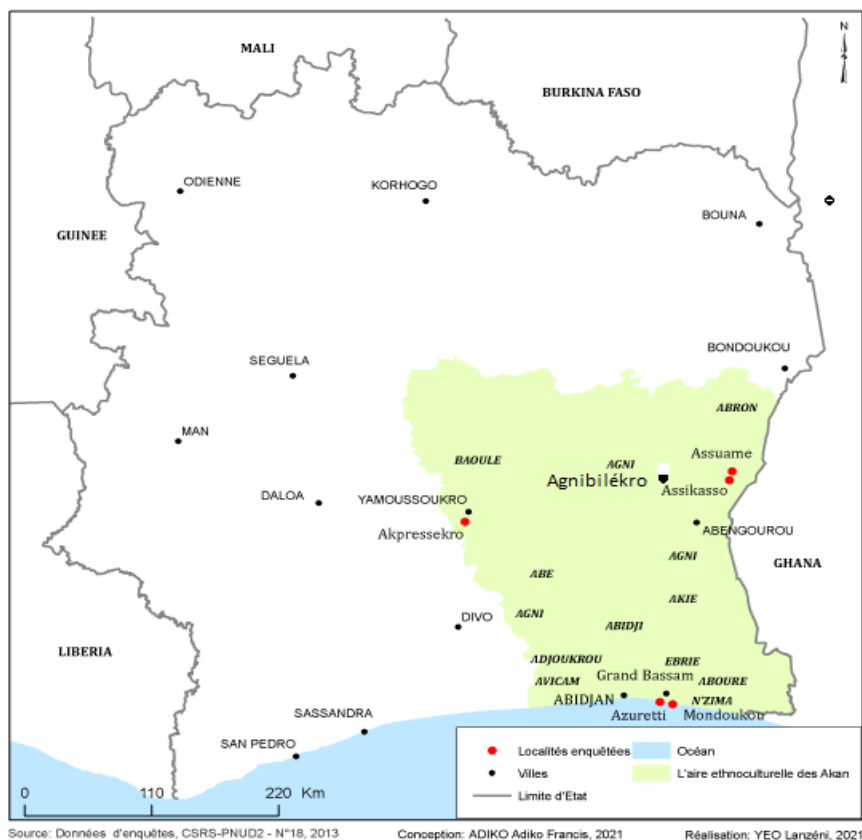 MALI
N
BURKINA FASO
ODIENNE
KORHOGO
BOUNA
GUINEE
BONDOUKOU
SEGUELA
ABRON
MAN
Assuame
BAOULE
AGNI
Agnibilékro
Assikasso
DALOA
YAMOUSSOUKRO
Akpressekro
ABENGOUROU
AGNI
GHANA
ABE
AKIE
AGNI
DIVO
ABIDJI
LIBERIA
ADJOUKROU
EBRIE
Grand Bassam
AVICAM
ABOURE
ABIDJAN
N'ZIMA
Azuretti
Mondoukou
SASSANDRA
SAN PEDRO
Localités enquêtées
Océan
Villes
L'aire ethnoculturelle des Akan
Limite d'Etat
0 110 220 Km
Source: Données d'enquêtes, CSRS-PNUD2 - N°18, 2013 Conception: ADIKO Adiko Francis, 2021 Réalisation: YEO Lanzéni, 2021